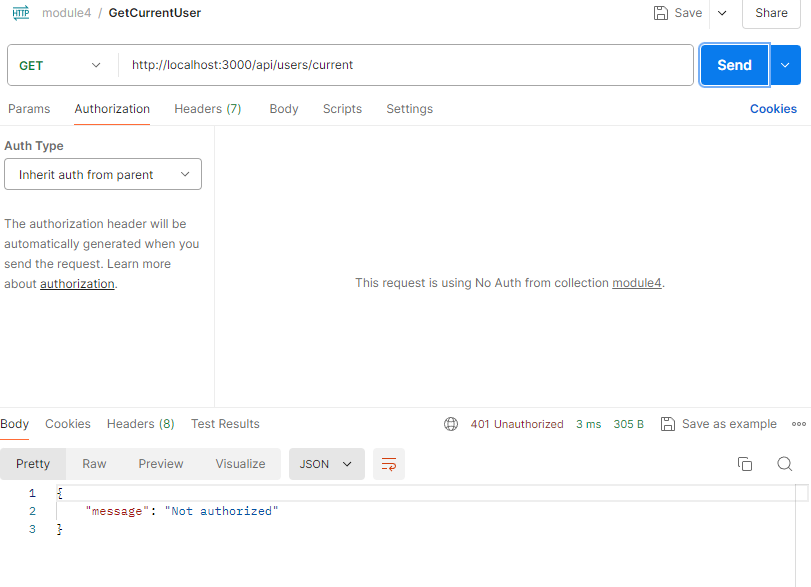 HTTP module4 / GetCurrentUser Save Share
GET http://localhost:3000/api/users/current Send
Params Authorization Headers (7) Body Scripts Settings Cookies
Auth Type
Inherit auth from parent
The authorization header will be
automatically generated when you
send the request. Learn more
about authorization.
This request is using No Auth from collection module4.
Body Cookies Headers (8) Test Results 401 Unauthorized 3 ms 305 B Save as example
Pretty Raw Preview Visualize JSON
1 {
2 "message": "Not authorized"
3 }